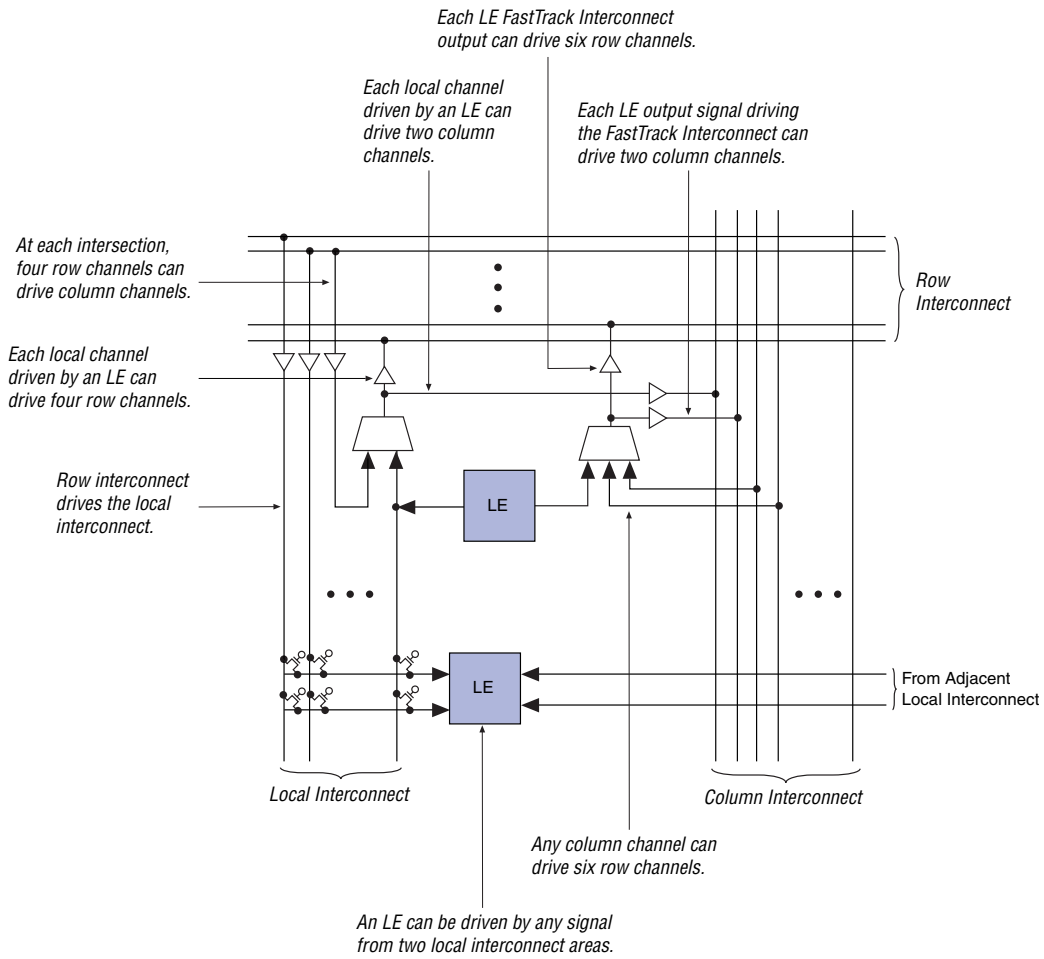 Each LE FastTrack Interconnect
output can drive six row channels.
Each local channel
driven by an LE can
drive two column
channels.
Each LE output signal driving
the FastTrack Interconnect can
drive two column channels.
At each intersection,
four row channels can
drive column channels.
Row
Interconnect
Each local channel
driven by an LE can
drive four row channels.
Row interconnect
drives the local
interconnect.
LE
LE
From Adjacent
Local Interconnect
Local Interconnect
Column Interconnect
Any column channel can
drive six row channels.
An LE can be driven by any signal
from two local interconnect areas.